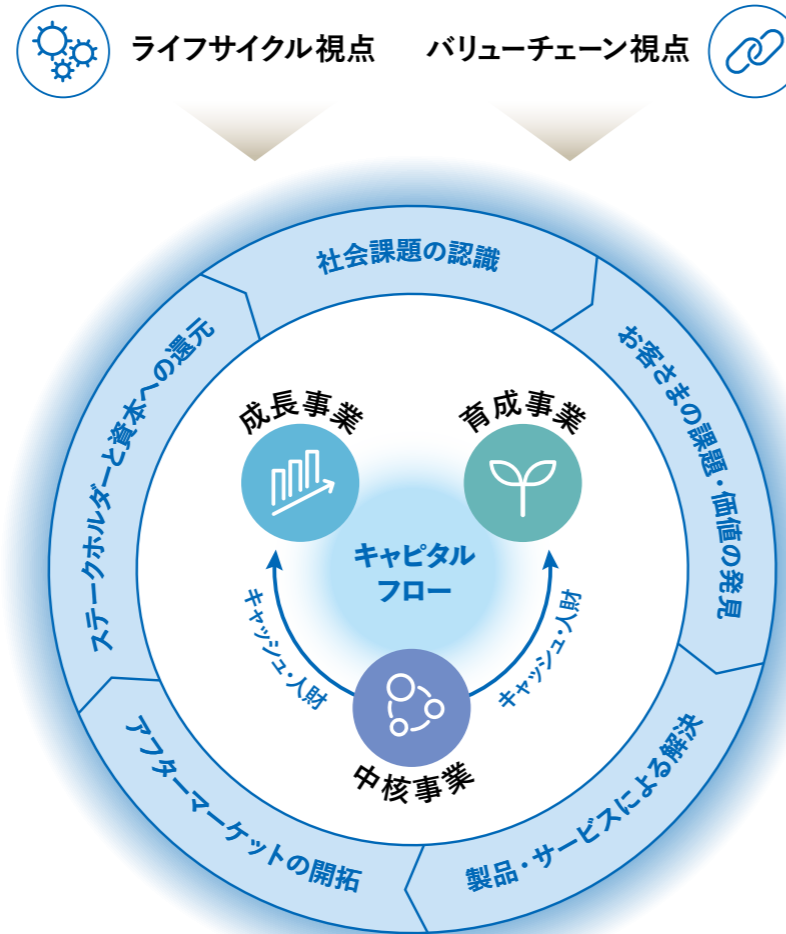 ライフサイクル視点
バリューチェーン視点
社会課題の認識
お客さまの課題・価値の発見
製品・サービスによる解決
アフターマーケットの開拓
ステークホルダーと資本への還元
成長事業
育成事業
キャピタル
フロー
キャッシュ・人財
キャッシュ・人財
中核事業